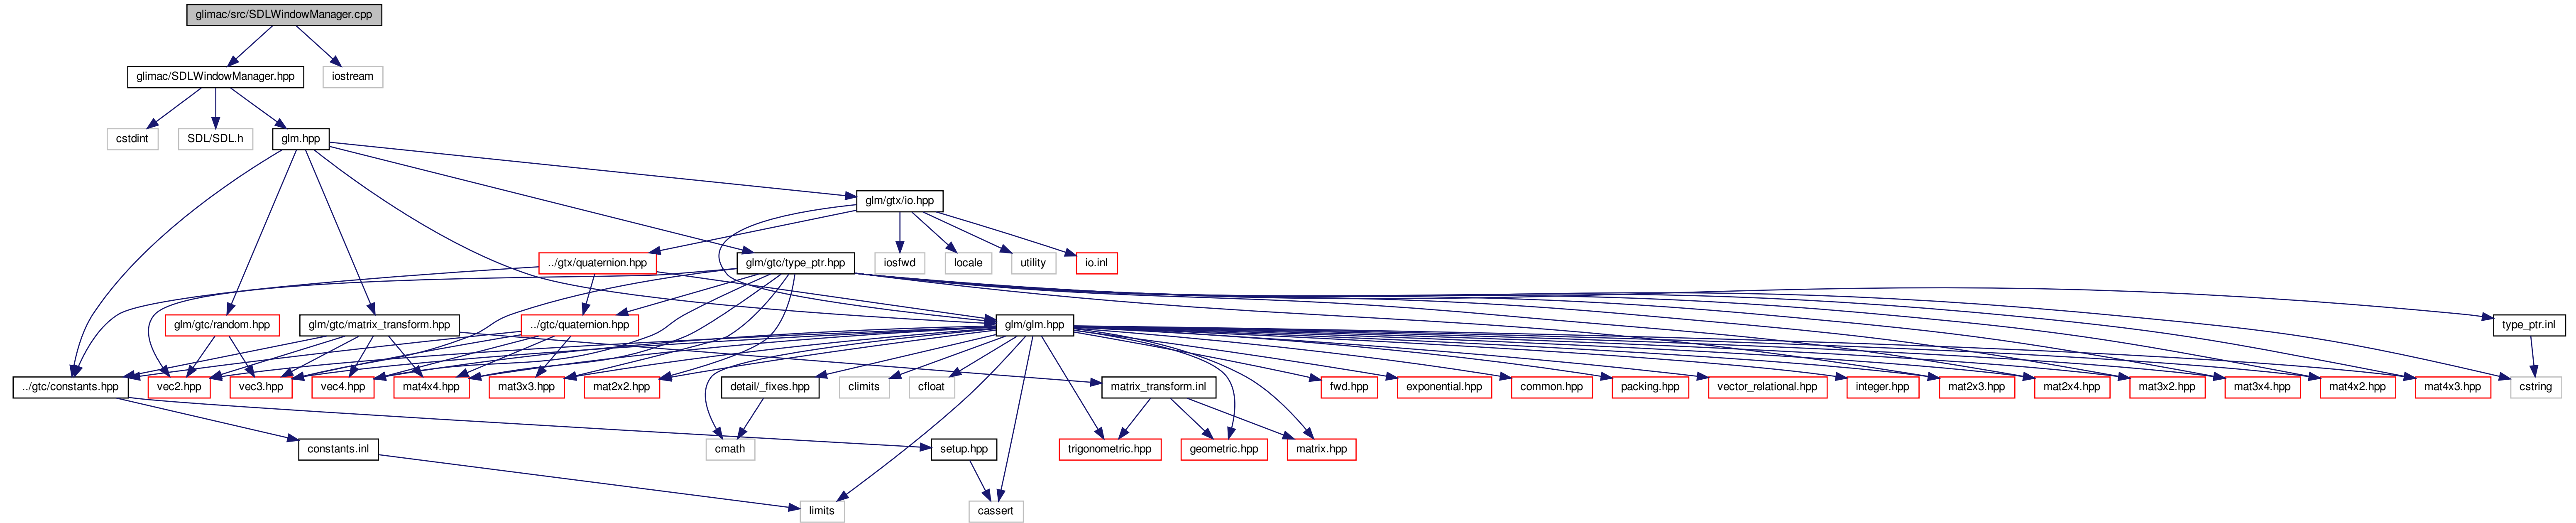 glimac/src/SDLWindowManager.cpp
glimac/SDLWindowManager.hpp
iostream
cstdint
SDL/SDL.h
glm.hpp
glm/gtx/io.hpp
../gtx/quaternion.hpp
glm/gtc/type_ptr.hpp
iosfwd
locale
utility
io.inl
glm/gtc/random.hpp
glm/gtc/matrix_transform.hpp
../gtc/quaternion.hpp
glm/glm.hpp
type_ptr.inl
../gtc/constants.hpp
vec2.hpp
vec3.hpp
vec4.hpp
mat4x4.hpp
mat3x3.hpp
mat2x2.hpp
detail/_fixes.hpp
climits
cfloat
matrix_transform.inl
fwd.hpp
exponential.hpp
common.hpp
packing.hpp
vector_relational.hpp
integer.hpp
mat2x3.hpp
mat2x4.hpp
mat3x2.hpp
mat3x4.hpp
mat4x2.hpp
mat4x3.hpp
cstring
constants.inl
cmath
setup.hpp
trigonometric.hpp
geometric.hpp
matrix.hpp
limits
cassert